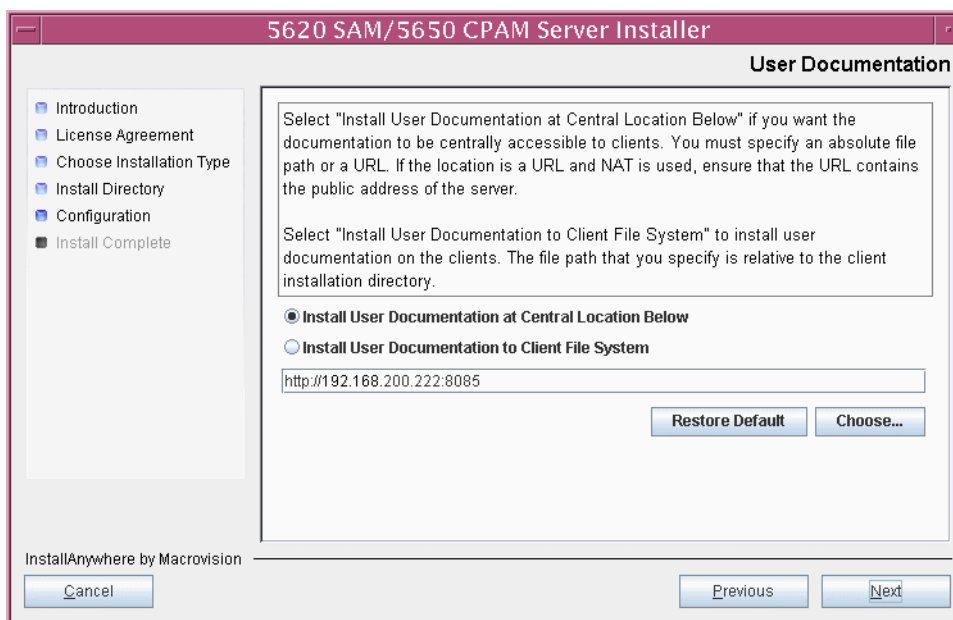 5620 SAM/5650 CPAM Server Installer
User Documentation
Introduction
License Agreement
Choose Installation Type
Install Directory
Configuration
Install Complete
Select "Install User Documentation at Central Location Below" if you want the
documentation to be centrally accessible to clients. You must specify an absolute file
path or a URL. If the location is a URL and NAT is used, ensure that the URL contains
the public address of the server.
Select "Install User Documentation to Client File System" to install user
documentation on the clients. The file path that you specify is relative to the client
installation directory.
Install User Documentation at Central Location Below
Install User Documentation to Client File System
http://192.168.200.222:8085
Restore Default
Choose...
InstallAnywhere by Macrovision
Cancel
Previous
Next